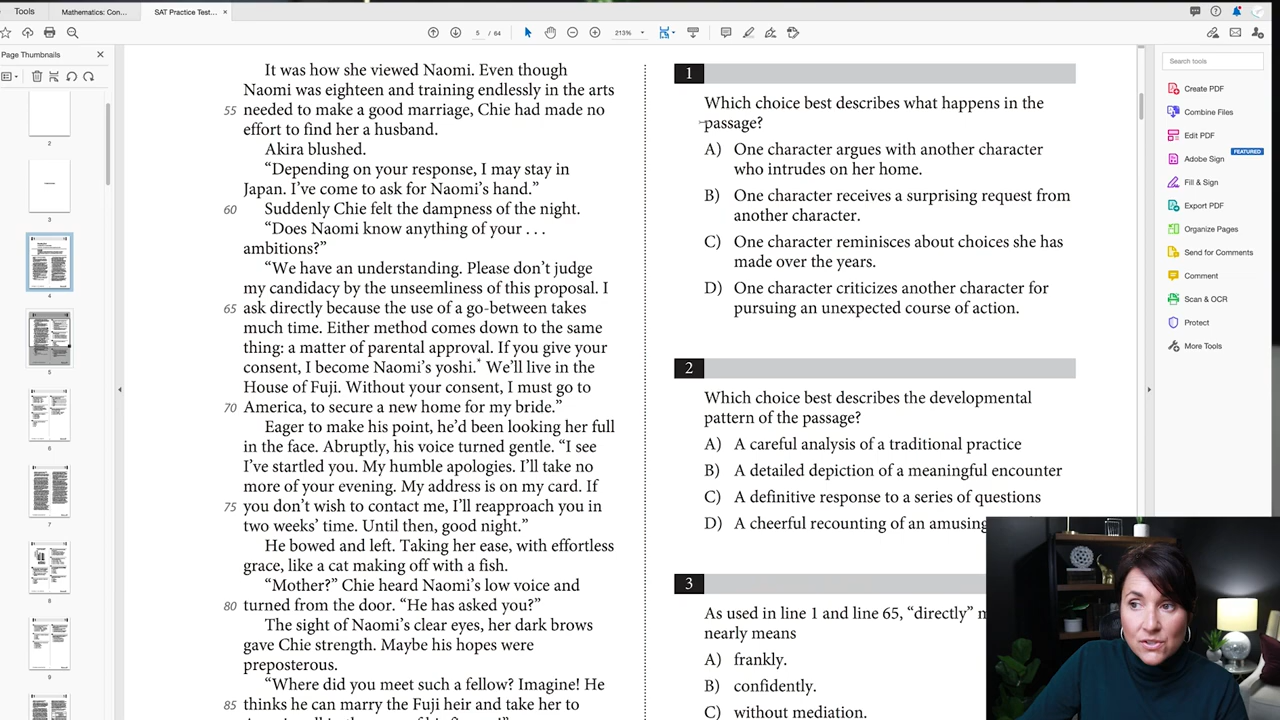 Tools
Mathematics: Con...
SAT Practice Test...
×
5 / 64
213%
Page Thumbnails
2
3
4
5
6
7
8
9
It was how she viewed Naomi. Even though
Naomi was eighteen and training endlessly in the arts
55 needed to make a good marriage, Chie had made no
effort to find her a husband.
Akira blushed.
“Depending on your response, I may stay in
Japan. I’ve come to ask for Naomi’s hand.”
60 Suddenly Chie felt the dampness of the night.
“Does Naomi know anything of your . . .
ambitions?”
“We have an understanding. Please don’t judge
my candidacy by the unseemliness of this proposal. I
65 ask directly because the use of a go-between takes
much time. Either method comes down to the same
thing: a matter of parental approval. If you give your
consent, I become Naomi’s yoshi.* We’ll live in the
House of Fuji. Without your consent, I must go to
70 America, to secure a new home for my bride.”
Eager to make his point, he’d been looking her full
in the face. Abruptly, his voice turned gentle. “I see
I’ve startled you. My humble apologies. I’ll take no
more of your evening. My address is on my card. If
75 you don’t wish to contact me, I’ll reapproach you in
two weeks’ time. Until then, good night.”
He bowed and left. Taking her ease, with effortless
grace, like a cat making off with a fish.
“Mother?” Chie heard Naomi’s low voice and
80 turned from the door. “He has asked you?”
The sight of Naomi’s clear eyes, her dark brows
gave Chie strength. Maybe his hopes were
preposterous.
“Where did you meet such a fellow? Imagine! He
85 thinks he can marry the Fuji heir and take her to
1
Which choice best describes what happens in the
passage?
A) One character argues with another character
who intrudes on her home.
B) One character receives a surprising request from
another character.
C) One character reminisces about choices she has
made over the years.
D) One character criticizes another character for
pursuing an unexpected course of action.
2
Which choice best describes the developmental
pattern of the passage?
A) A careful analysis of a traditional practice
B) A detailed depiction of a meaningful encounter
C) A definitive response to a series of questions
D) A cheerful recounting of an amusing
3
As used in line 1 and line 65, “directly”
nearly means
A) frankly.
B) confidently.
C) without mediation.
Search tools
Create PDF
Combine Files
Edit PDF
FEATURED
Adobe Sign
Fill & Sign
Export PDF
Organize Pages
Send for Comments
Comment
Scan & OCR
Protect
More Tools